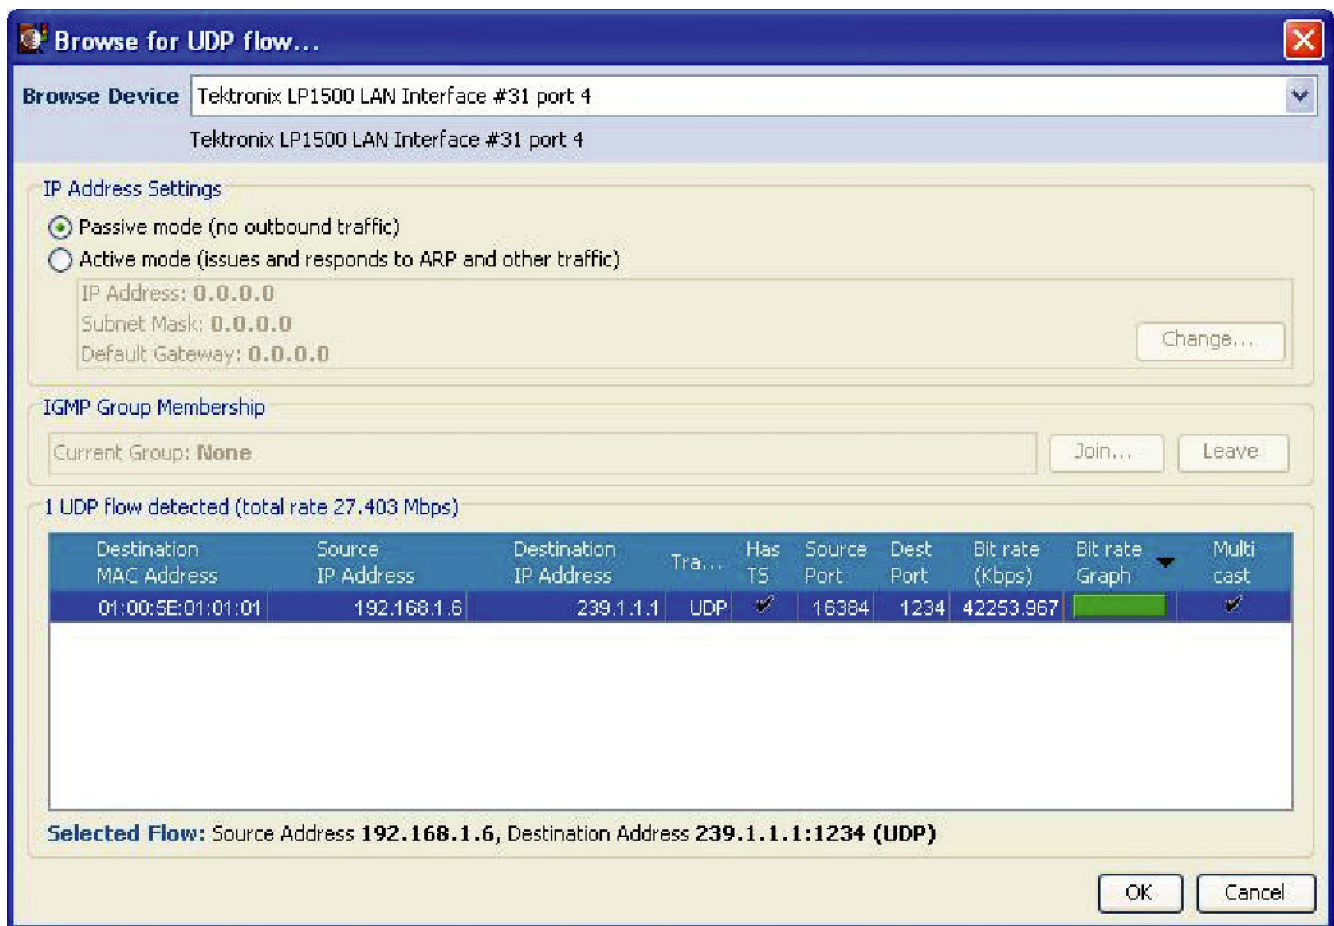 Browse for UDP flow...
Browse Device Tektronix LP1500 LAN Interface #31 port 4
Tektronix LP1500 LAN Interface #31 port 4
IP Address Settings
Passive mode (no outbound traffic)
Active mode (issues and responds to ARP and other traffic)
IP Address: 0.0.0.0
Subnet Mask: 0.0.0.0
Default Gateway: 0.0.0.0
Change...
IGMP Group Membership
Current Group: None
Join... Leave
1 UDP flow detected (total rate 27.403 Mbps)
Destination Source Destination Tra... Has Source Dest Bit rate Bit rate Multi
MAC Address IP Address IP Address TS Port Port (Kbps) Graph cast
01:00:5E:01:01:01 192.168.1.6 239.1.1.1 UDP 16384 1234 42253.967
Selected Flow: Source Address 192.168.1.6, Destination Address 239.1.1.1:1234 (UDP)
OK Cancel